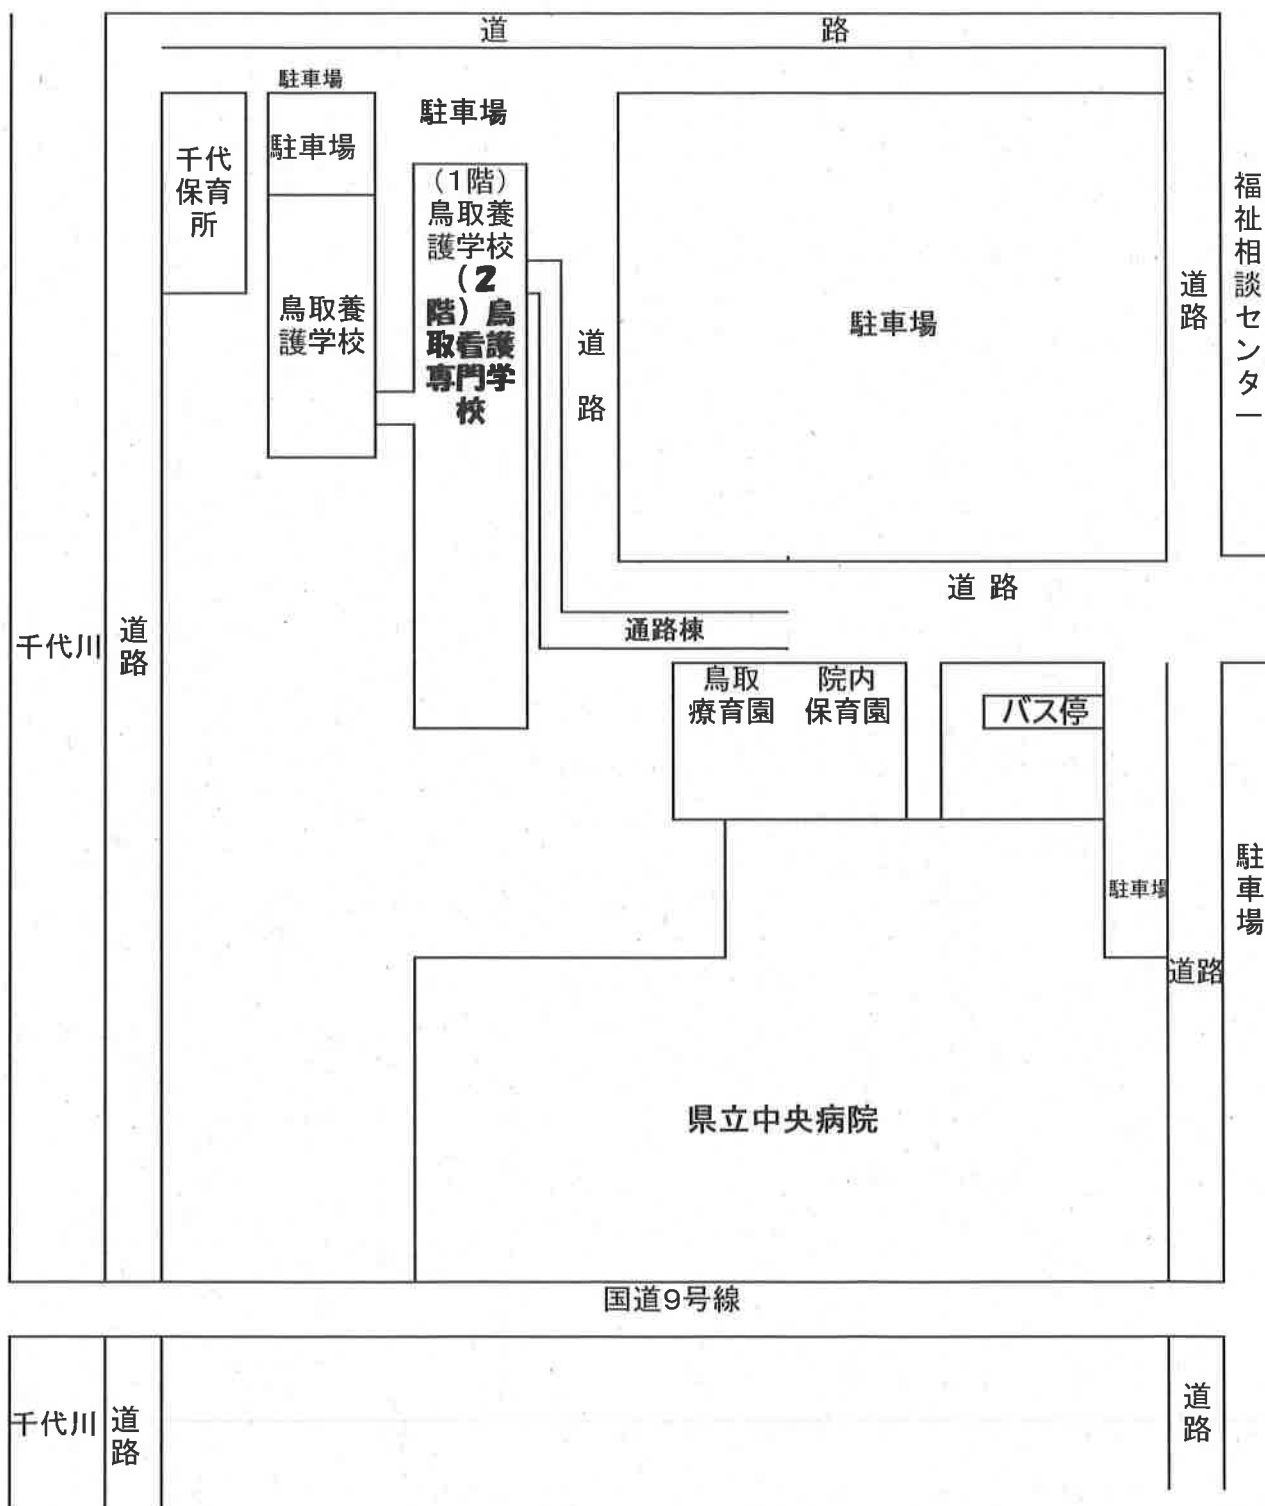 道 路
駐車場
駐車場
駐車場
千代
保育
所
鳥取養
護学校
(1階)
鳥取養
護学校
(2
階)鳥
取看護
専門学
校
道
路
駐車場
道
路
福
祉
相
談
セ
ン
タ
ー
道 路
千代川
道
路
通路棟
鳥取
療育園
院内
保育園
バス停
駐車場
駐
車
場
道路
県立中央病院
国道9号線
千代川
道
路
道
路